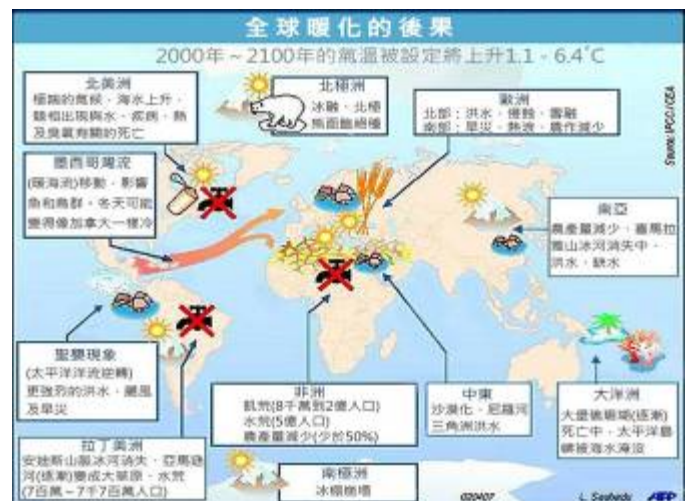 全球暖化的後果
2000年~2100年的氣溫被設定將上升1.1 - 6.4°C
北美洲
極端的氣候、海水上升、
驗相出現與水、疾病、熱
及臭氧有關的死亡
北極洲
冰融、北極
熊面臨絕種
歐洲
北部:洪水、侵蝕、雪融
南部:旱災、熱浪、農作減少
Source: IPCC/CEA
墨西哥灣流
(暖海流)移動,影響
魚和鳥群,冬天可能
變得像加拿大一樣冷
南亞
農產量減少、喜馬拉
雅山冰河消失中、
洪水、缺水
聖嬰現象
(太平洋洋流逆轉)
更強烈的洪水、颶風
及旱災
非洲
飢荒(8千萬到2億人口)
水荒(5億人口)
農產量減少(少於50%)
中東
沙漠化、尼羅河
三角洲洪水
大洋洲
大堡礁珊瑚(逐漸)
死亡中、太平洋島
嶼被海水淹沒
拉丁美洲
安迪斯山脈冰河消失、亞馬遜
河(逐漸)變成大草原、水荒
(7百萬~7千7百萬人口)
南極洲
冰棚崩塌
020407
L. Saubadu
AFP